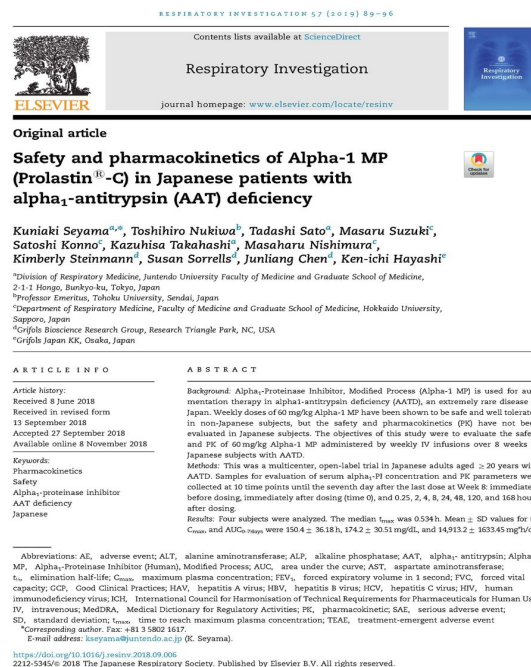 RESPIRATORY INVESTIGATION 57 (2019) 89–96
Contents lists available at ScienceDirect
Respiratory Investigation
journal homepage: www.elsevier.com/locate/resinv
ELSEVIER
Respiratory
Investigation
Original article
Safety and pharmacokinetics of Alpha-1 MP
(Prolastin®-C) in Japanese patients with
alpha₁-antitrypsin (AAT) deficiency
Check for
updates
Kuniaki Seyama^a,*, Toshihiro Nukiwa^b, Tadashi Sato^a, Masaru Suzuki^c,
Satoshi Konno^c, Kazuhisa Takahashi^a, Masaharu Nishimura^c,
Kimberly Steinmann^d, Susan Sorrells^d, Junliang Chen^d, Ken-ichi Hayashi^e
^aDivision of Respiratory Medicine, Juntendo University Faculty of Medicine and Graduate School of Medicine,
2-1-1 Hongo, Bunkyo-ku, Tokyo, Japan
^bProfessor Emeritus, Tohoku University, Sendai, Japan
^cDepartment of Respiratory Medicine, Faculty of Medicine and Graduate School of Medicine, Hokkaido University,
Sapporo, Japan
^dGrifols Bioscience Research Group, Research Triangle Park, NC, USA
^eGrifols Japan KK, Osaka, Japan
ARTICLE INFO
Article history:
Received 8 June 2018
Received in revised form
13 September 2018
Accepted 27 September 2018
Available online 8 November 2018
Keywords:
Pharmacokinetics
Safety
Alpha₁-proteinase inhibitor
AAT deficiency
Japanese
ABSTRACT
Background: Alpha₁-Proteinase Inhibitor, Modified Process (Alpha-1 MP) is used for au
mentation therapy in alpha1-antitrypsin deficiency (AATD), an extremely rare disease
Japan. Weekly doses of 60 mg/kg Alpha-1 MP have been shown to be safe and well tolerate
in non-Japanese subjects, but the safety and pharmacokinetics (PK) have not bee
evaluated in Japanese subjects. The objectives of this study were to evaluate the safe
and PK of 60 mg/kg Alpha-1 MP administered by weekly IV infusions over 8 weeks
Japanese subjects with AATD.
Methods: This was a multicenter, open-label trial in Japanese adults aged ≥ 20 years wi
AATD. Samples for evaluation of serum alpha₁-PI concentration and PK parameters we
collected at 10 time points until the seventh day after the last dose at Week 8: immediate
before dosing, immediately after dosing (time 0), and 0.25, 2, 4, 8, 24, 48, 120, and 168 hou
after dosing.
Results: Four subjects were analyzed. The median t_max was 0.534 h. Mean ± SD values for
C_max, and AUC_0-7days were 150.4 ± 36.18 h, 174.2 ± 30.51 mg/dL, and 14,913.2 ± 1633.45 mg*h/d
Abbreviations: AE, adverse event; ALT, alanine aminotransferase; ALP, alkaline phosphatase; AAT, alpha₁- antitrypsin; Alpha
MP, Alpha₁-Proteinase Inhibitor (Human), Modified Process; AUC, area under the curve; AST, aspartate aminotransferase;
t½, elimination half-life; C_max, maximum plasma concentration; FEV₁, forced expiratory volume in 1 second; FVC, forced vital
capacity; GCP, Good Clinical Practices; HAV, hepatitis A virus; HBV, hepatitis B virus; HCV, hepatitis C virus; HIV, human
immunodeficiency virus; ICH, International Council for Harmonisation of Technical Requirements for Pharmaceuticals for Human Us
IV, intravenous; MedDRA, Medical Dictionary for Regulatory Activities; PK, pharmacokinetic; SAE, serious adverse event;
SD, standard deviation; t_max, time to reach maximum plasma concentration; TEAE, treatment-emergent adverse event
*Corresponding author. Fax: +81 3 5802 1617.
E-mail address: kseyama@juntendo.ac.jp (K. Seyama).
https://doi.org/10.1016/j.resinv.2018.09.006
2212-5345/© 2018 The Japanese Respiratory Society. Published by Elsevier B.V. All rights reserved.